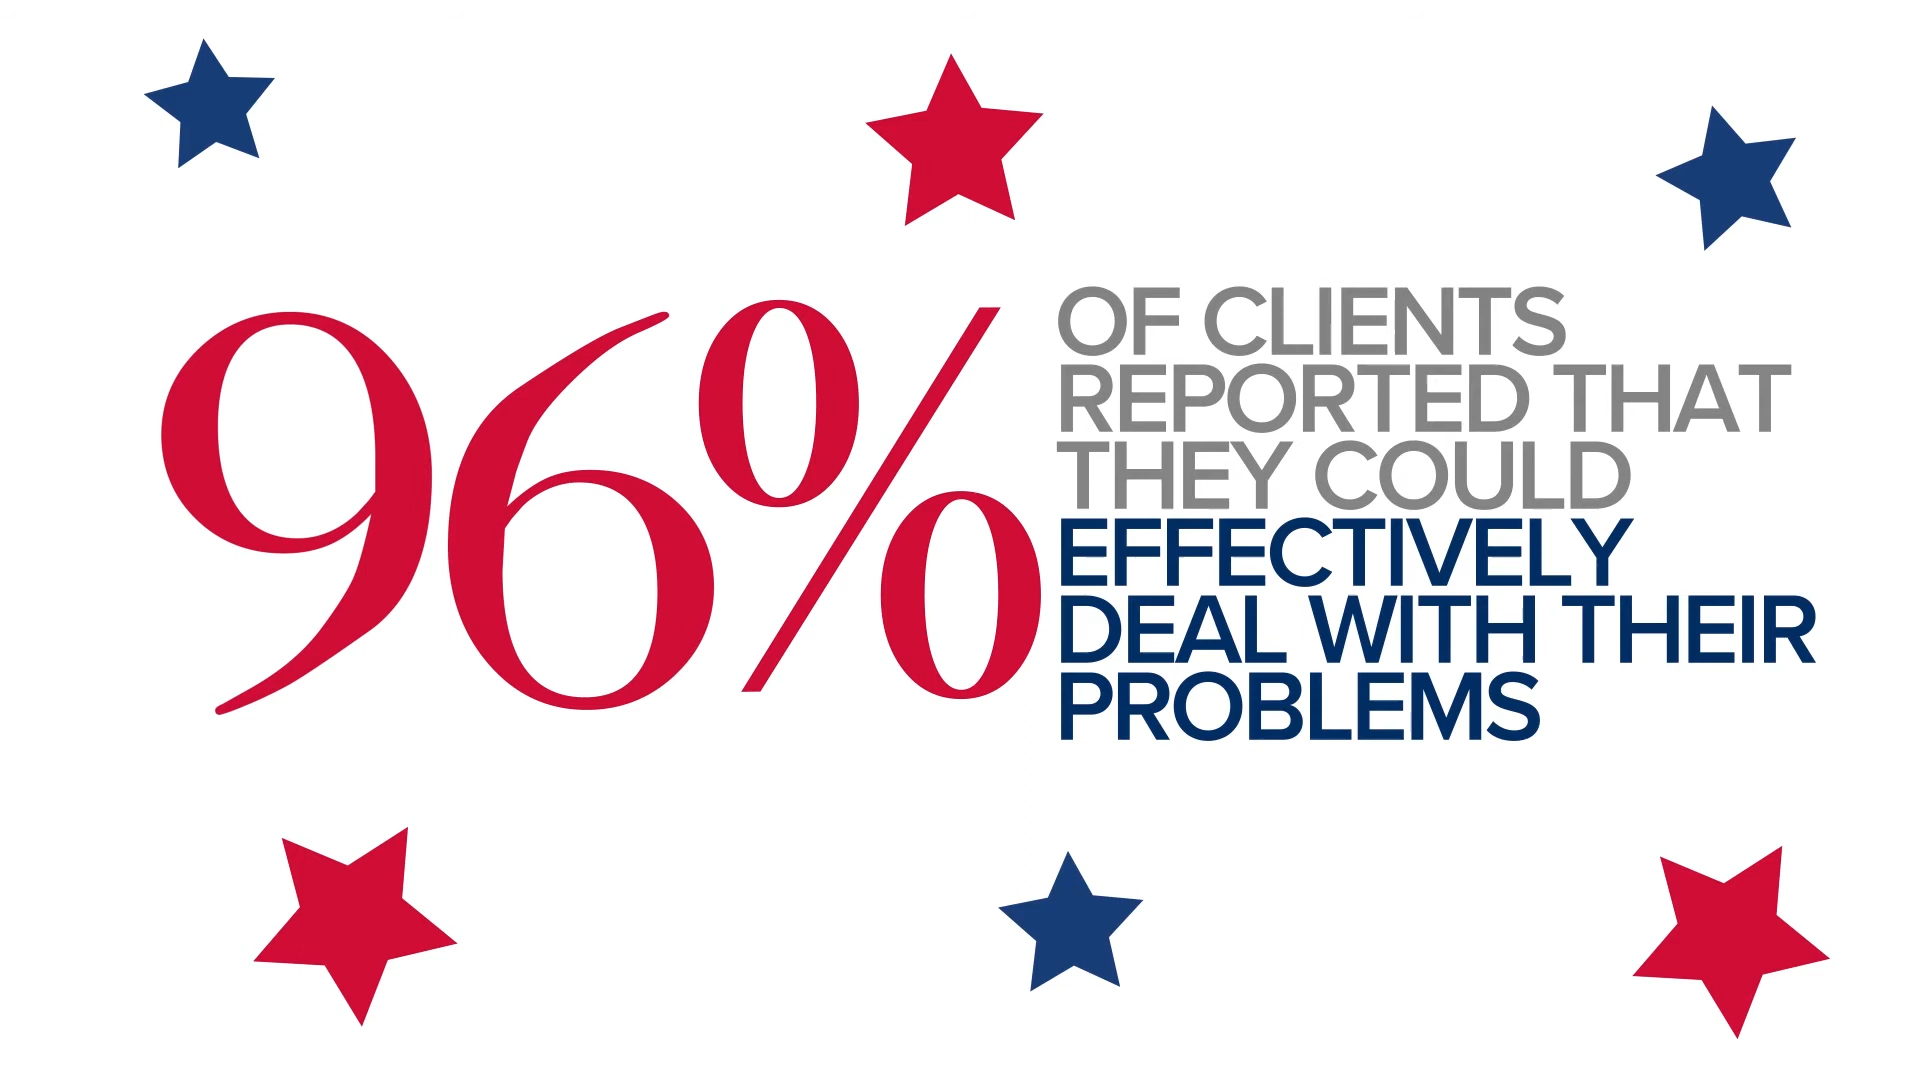 96%
OF CLIENTS
REPORTED THAT
THEY COULD
EFFECTIVELY
DEAL WITH THEIR
PROBLEMS